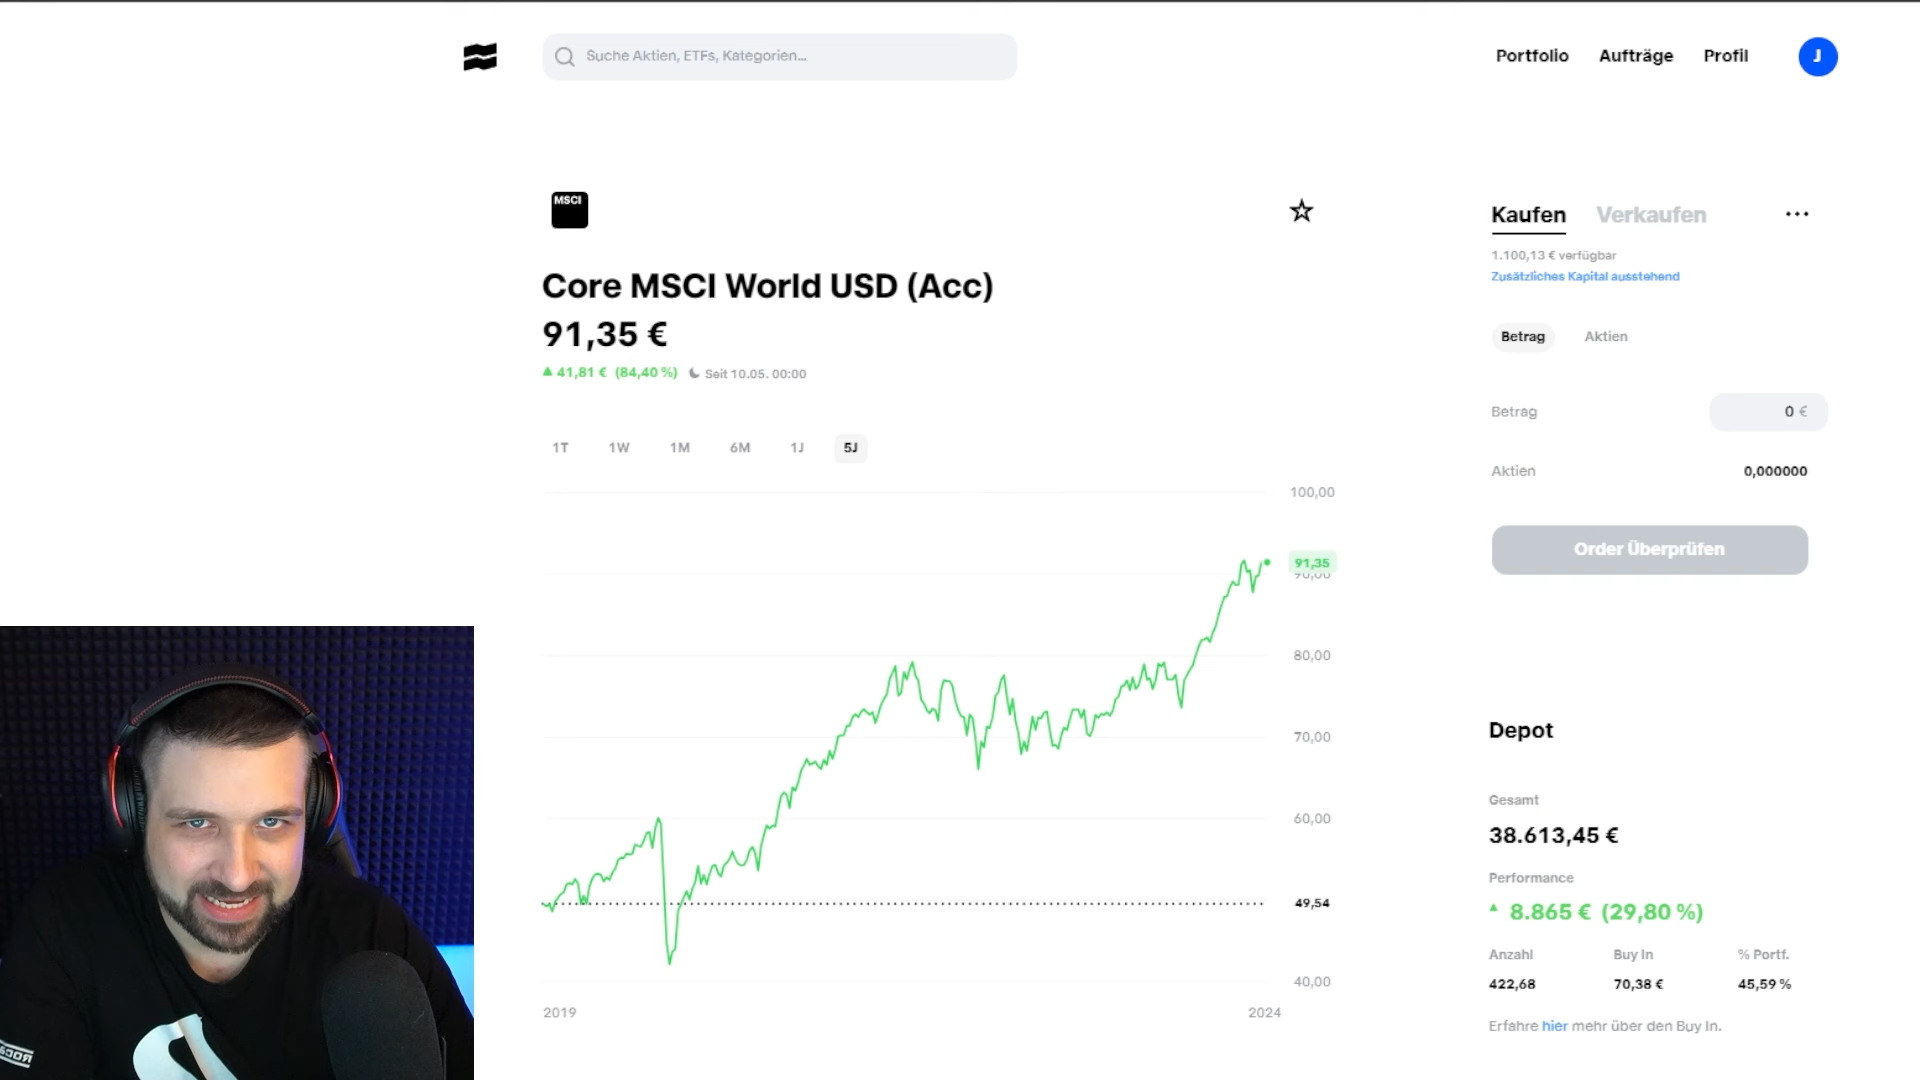 Suche Aktien, ETFs, Kategorien...
Portfolio Aufträge Profil J
MSCI
Core MSCI World USD (Acc)
91,35 €
41,81 € (84,40 %) Seit 10.05. 00:00
1T 1W 1M 6M 1J 5J
100,00
91,35
90,00
80,00
70,00
60,00
49,54
40,00
2019 2024
Kaufen Verkaufen
1.100,13 € verfügbar
Zusätzliches Kapital ausstehend
Betrag Aktien
Betrag 0 €
Aktien 0,000000
Order Überprüfen
Depot
Gesamt
38.613,45 €
Performance
8.865 € (29,80 %)
Anzahl Buy In % Portf.
422,68 70,38 € 45,59 %
Erfahre hier mehr über den Buy In.